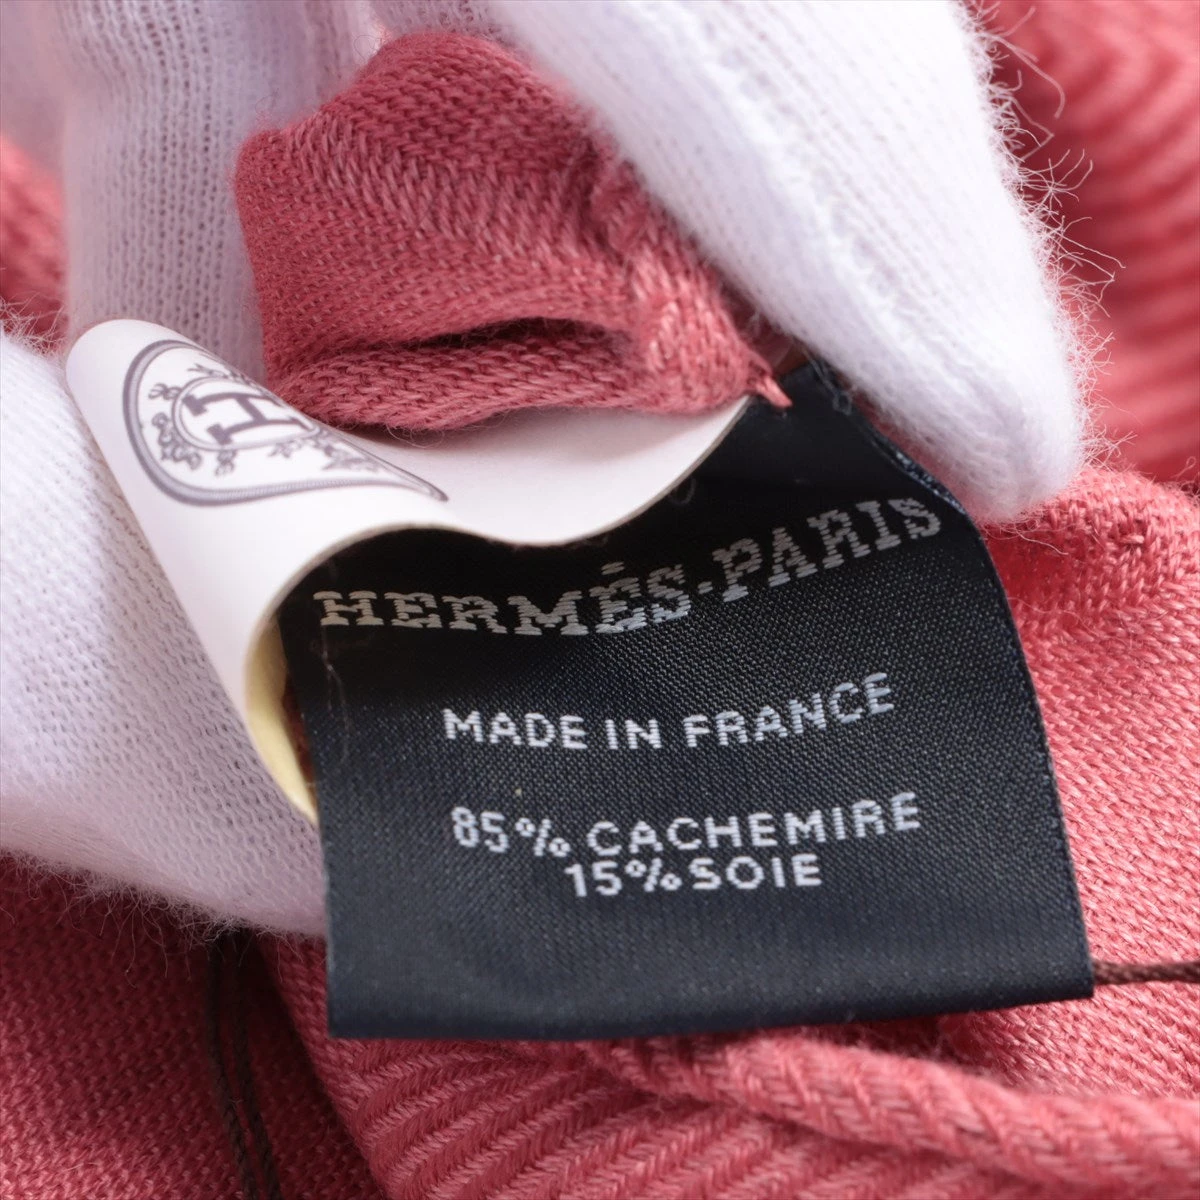 H
HERMÈS-PARIS
MADE IN FRANCE
85% CACHEMIRE
15% SOIE